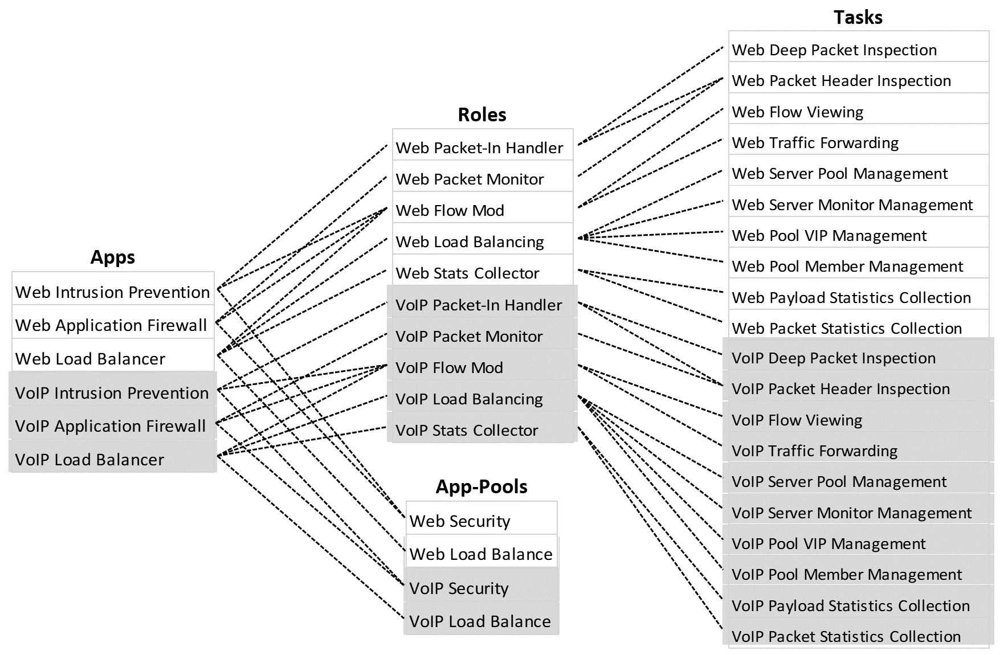 Apps
Web Intrusion Prevention
Web Application Firewall
Web Load Balancer
VoIP Intrusion Prevention
VoIP Application Firewall
VoIP Load Balancer
Roles
Web Packet-In Handler
Web Packet Monitor
Web Flow Mod
Web Load Balancing
Web Stats Collector
VoIP Packet-In Handler
VoIP Packet Monitor
VoIP Flow Mod
VoIP Load Balancing
VoIP Stats Collector
App-Pools
Web Security
Web Load Balance
VoIP Security
VoIP Load Balance
Tasks
Web Deep Packet Inspection
Web Packet Header Inspection
Web Flow Viewing
Web Traffic Forwarding
Web Server Pool Management
Web Server Monitor Management
Web Pool VIP Management
Web Pool Member Management
Web Payload Statistics Collection
Web Packet Statistics Collection
VoIP Deep Packet Inspection
VoIP Packet Header Inspection
VoIP Flow Viewing
VoIP Traffic Forwarding
VoIP Server Pool Management
VoIP Server Monitor Management
VoIP Pool VIP Management
VoIP Pool Member Management
VoIP Payload Statistics Collection
VoIP Packet Statistics Collection